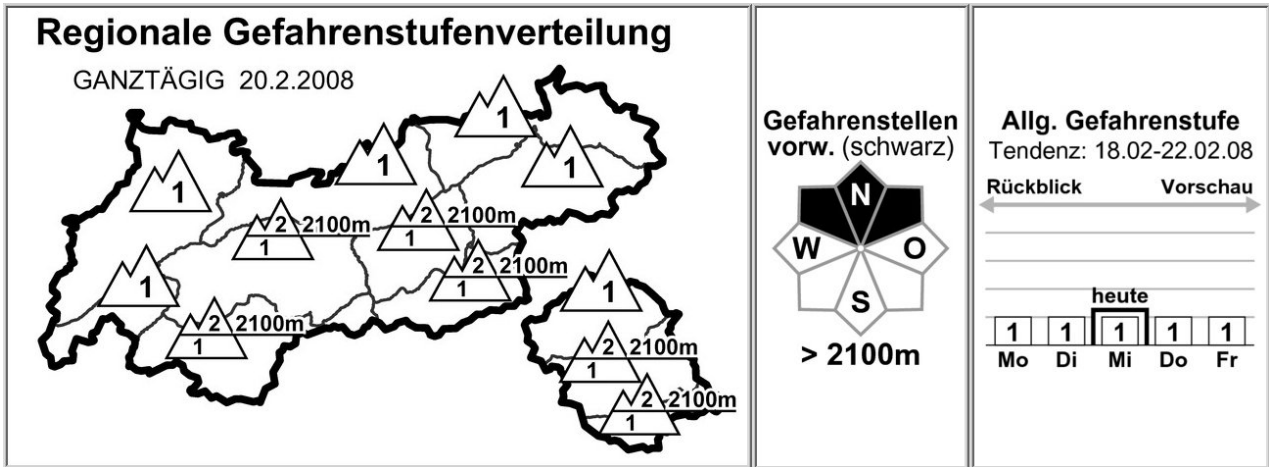 Regionale Gefahrenstufenverteilung
GANZTÄGIG 20.2.2008
1
1
1
1
2 2100m
1
2 2100m
1
2 2100m
1
1
1
2 2100m
1
2 2100m
1
2 2100m
1
Gefahrenstellen
vorw. (schwarz)
N
W O
S
> 2100m
Allg. Gefahrenstufe
Tendenz: 18.02-22.02.08
Rückblick Vorschau
heute
1 1 1 1 1
Mo Di Mi Do Fr